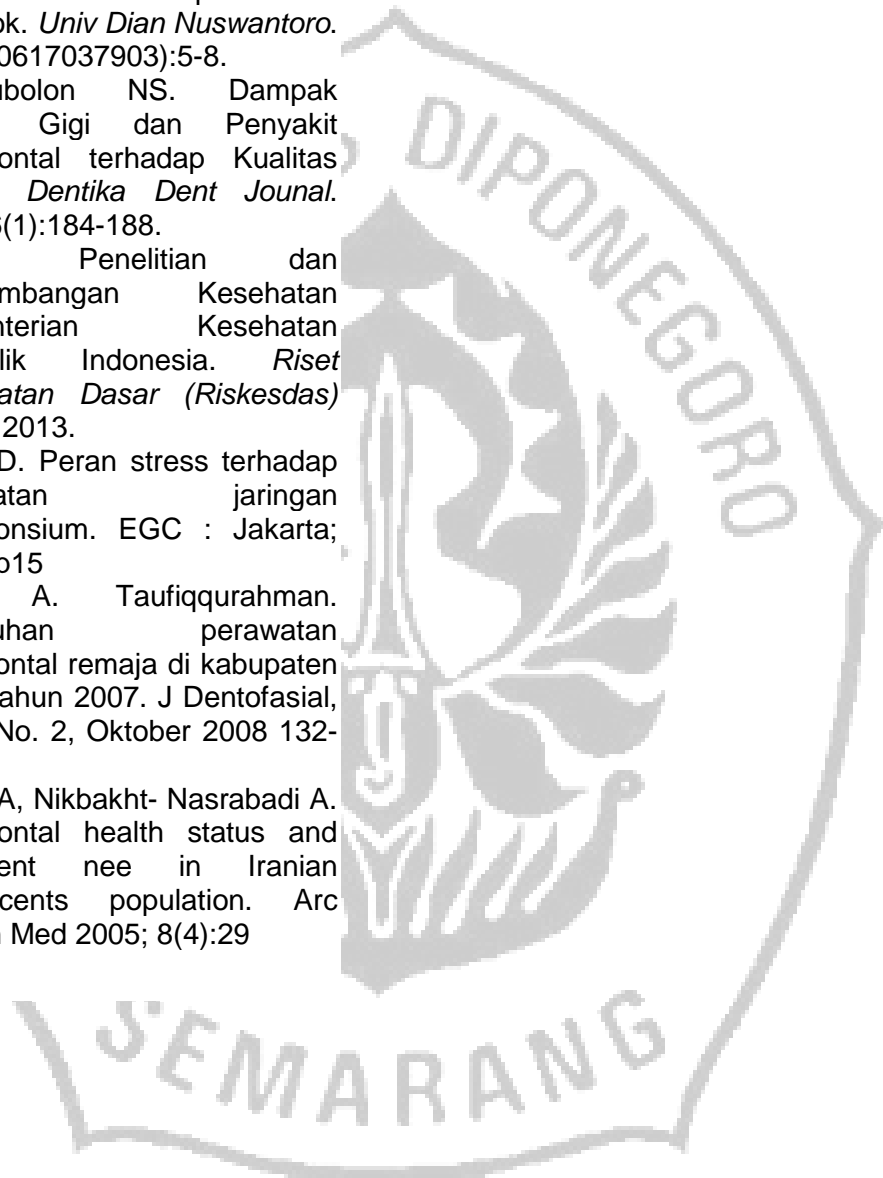 ok. Univ Dian Nuswantoro.
0617037903):5-8.
ubolon NS. Dampak
Gigi dan Penyakit
ontal terhadap Kualitas
Dentika Dent Jounal.
6(1):184-188.
Penelitian dan
mbangan Kesehatan
nterian Kesehatan
lik Indonesia. Riset
atan Dasar (Riskesdas)
2013.
D. Peran stress terhadap
atan jaringan
onsium. EGC : Jakarta;
o15
A. Taufiqqurahman.
uhan perawatan
ontal remaja di kabupaten
ahun 2007. J Dentofasial,
No. 2, Oktober 2008 132-
A, Nikbakht- Nasrabadi A.
ontal health status and
ent nee in Iranian
cents population. Arc
Med 2005; 8(4):29
DIPONEGORO
SEMARANG